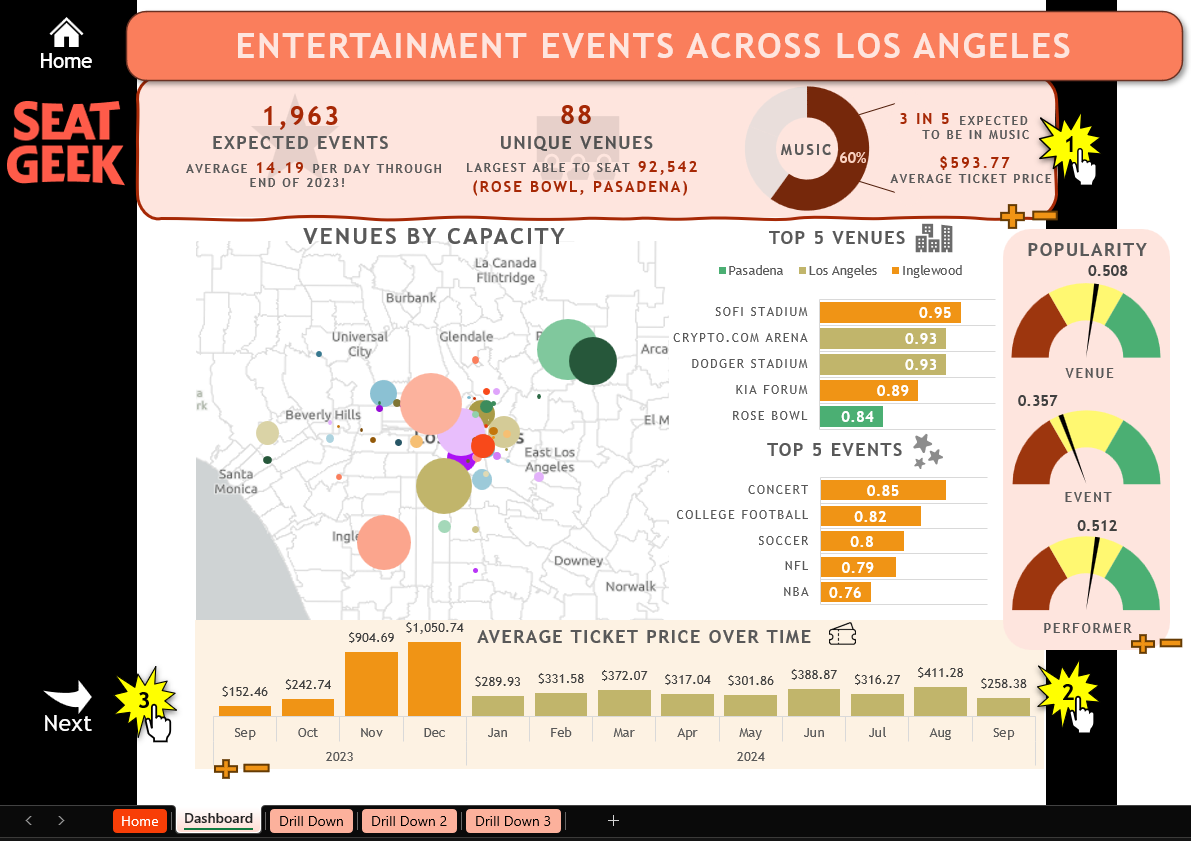 Home
ENTERTAINMENT EVENTS ACROSS LOS ANGELES
SEAT
GEEK
1,963
EXPECTED EVENTS
AVERAGE 14.19 PER DAY THROUGH
END OF 2023!
88
UNIQUE VENUES
LARGEST ABLE TO SEAT 92,542
(ROSE BOWL, PASADENA)
MUSIC
60%
3 IN 5 EXPECTED
TO BE IN MUSIC
$593.77
AVERAGE TICKET PRICE
1
VENUES BY CAPACITY
La Canada
Flintridge
Burbank
Universal
City
Glendale
Arca
Beverly Hills
El M
East Los
Angeles
Santa
Monica
Ingle
Downey
Norwalk
TOP 5 VENUES
Pasadena
Los Angeles
Inglewood
SOFI STADIUM 0.95
CRYPTO.COM ARENA 0.93
DODGER STADIUM 0.93
KIA FORUM 0.89
ROSE BOWL 0.84
TOP 5 EVENTS
CONCERT 0.85
COLLEGE FOOTBALL 0.82
SOCCER 0.8
NFL 0.79
NBA 0.76
POPULARITY
0.508
VENUE
0.357
EVENT
0.512
PERFORMER
AVERAGE TICKET PRICE OVER TIME
$152.46 $242.74 $904.69 $1,050.74 $289.93 $331.58 $372.07 $317.04 $301.86 $388.87 $316.27 $411.28 $258.38
Sep Oct Nov Dec Jan Feb Mar Apr May Jun Jul Aug Sep
2023 2024
2
Next
3
Home Dashboard Drill Down Drill Down 2 Drill Down 3